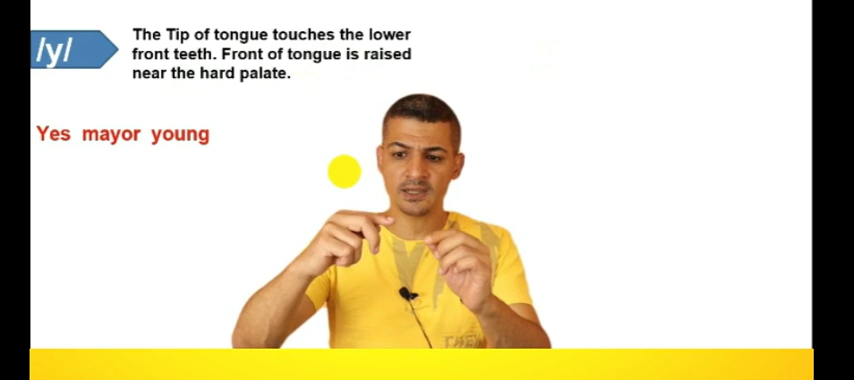 /y/
The Tip of tongue touches the lower
front teeth. Front of tongue is raised
near the hard palate.
Yes mayor young